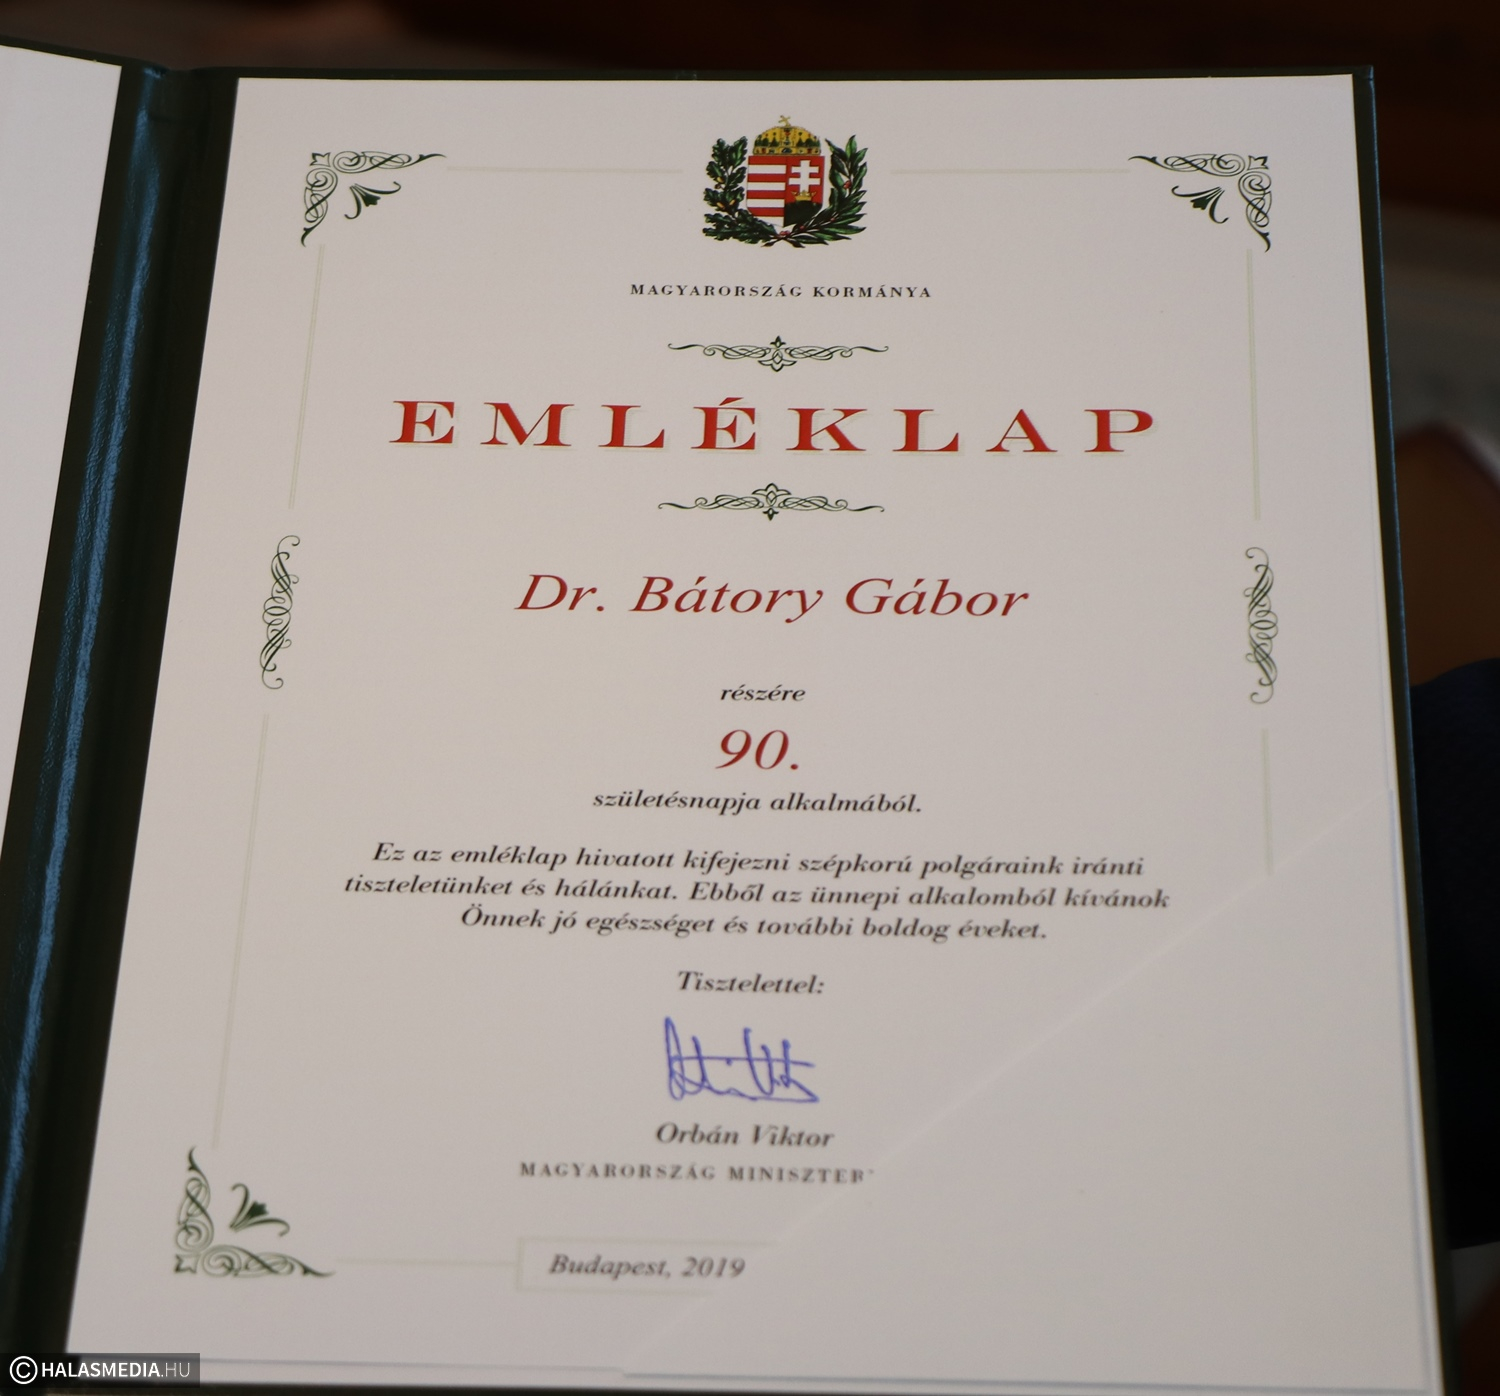 MAGYARORSZÁG KORMÁNYA
EMLÉKLAP
Dr. Bátory Gábor
részére
90.
születésnapja alkalmából.
Ez az emléklap hivatott kifejezni szépkorú polgáraink iránti
tiszteletünket és hálánkat. Ebből az ünnepi alkalomból kívánok
Önnek jó egészséget és további boldog éveket.
Tisztelettel:
Orbán Viktor
MAGYARORSZÁG MINISZTER
Budapest, 2019
© HALASMEDIA.HU